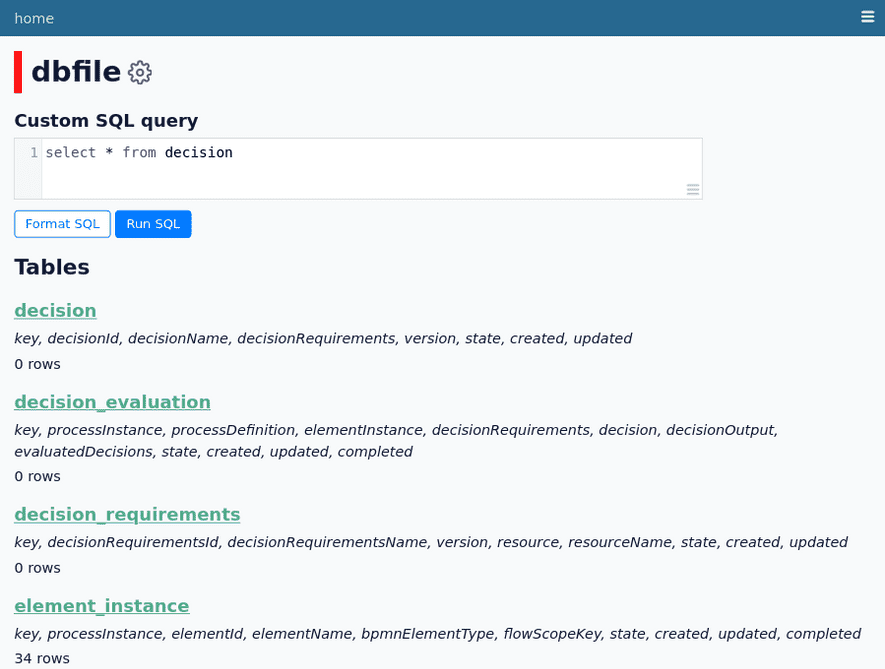 home
dbfile
Custom SQL query
1 select * from decision
Format SQL Run SQL
Tables
decision
key, decisionId, decisionName, decisionRequirements, version, state, created, updated
0 rows
decision_evaluation
key, processInstance, processDefinition, elementInstance, decisionRequirements, decision, decisionOutput,
evaluatedDecisions, state, created, updated, completed
0 rows
decision_requirements
key, decisionRequirementsId, decisionRequirementsName, version, resource, resourceName, state, created, updated
0 rows
element_instance
key, processInstance, elementId, elementName, bpmnElementType, flowScopeKey, state, created, updated, completed
34 rows